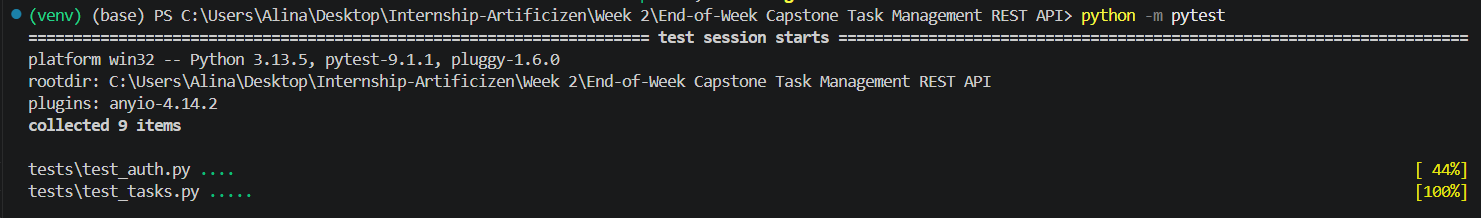 (venv) (base) PS C:\Users\Alina\Desktop\Internship-Artificizen\Week 2\End-of-Week Capstone Task Management REST API> python -m pytest
============================================================================ test session starts =============================================================================
platform win32 -- Python 3.13.5, pytest-9.1.1, pluggy-1.6.0
rootdir: C:\Users\Alina\Desktop\Internship-Artificizen\Week 2\End-of-Week Capstone Task Management REST API
plugins: anyio-4.14.2
collected 9 items
tests\test_auth.py .... [ 44%]
tests\test_tasks.py ..... [100%]